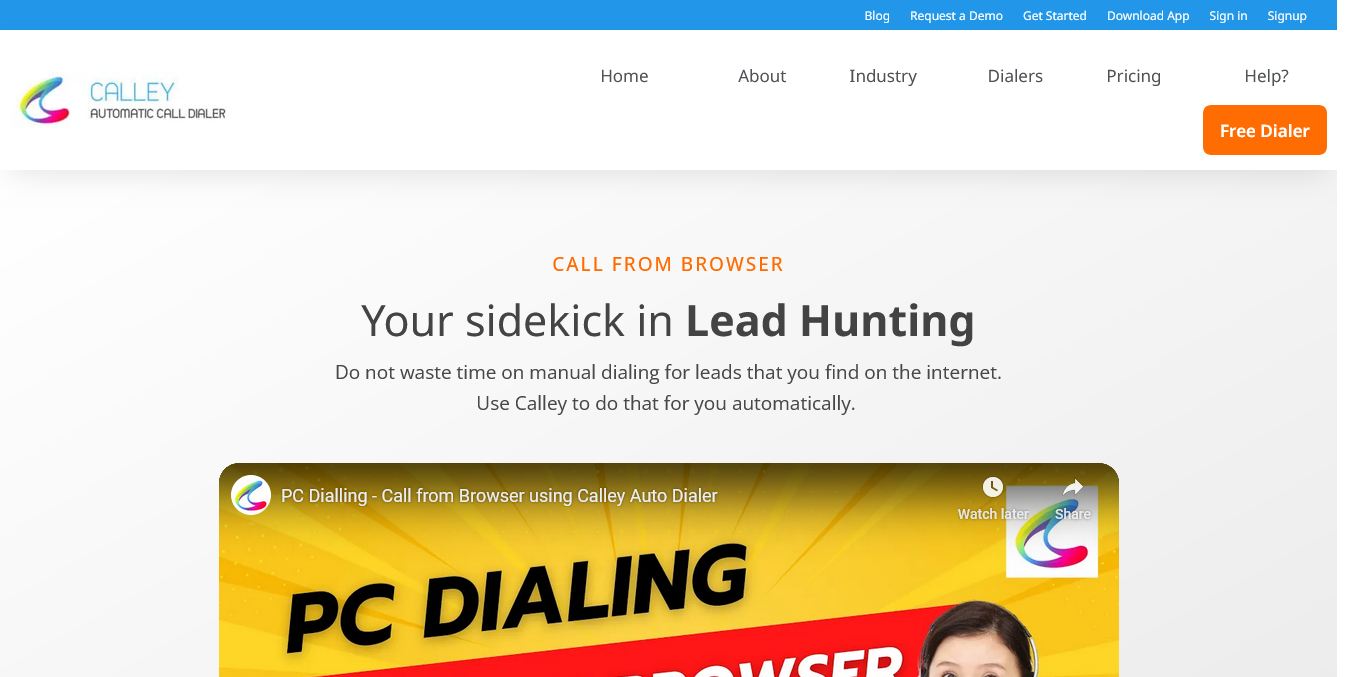 Blog Request a Demo Get Started Download App Sign in Signup
Home About Industry Dialers Pricing Help?
CALLEY
AUTOMATIC CALL DIALER
Free Dialer
CALL FROM BROWSER
Your sidekick in Lead Hunting
Do not waste time on manual dialing for leads that you find on the internet.
Use Calley to do that for you automatically.
PC Dialling - Call from Browser using Calley Auto Dialer
Watch later Share
PC DIALING
BROWSER